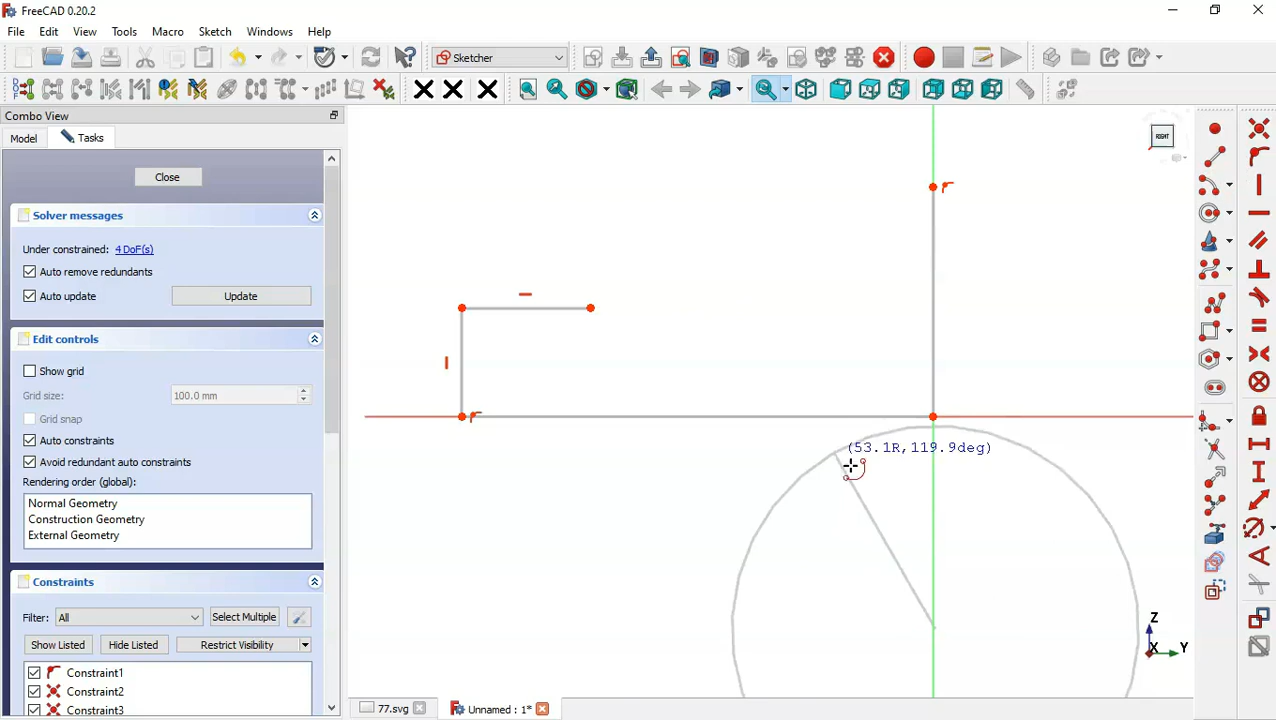 FreeCAD 0.20.2
File Edit View Tools Macro Sketch Windows Help
Sketcher
Combo View
Model Tasks
Close
Solver messages
Under constrained: 4 DoF(s)
Auto remove redundants
Auto update Update
Edit controls
Show grid
Grid size: 100.0 mm
Grid snap
Auto constraints
Avoid redundant auto constraints
Rendering order (global):
Normal Geometry
Construction Geometry
External Geometry
Constraints
Filter: All Select Multiple
Show Listed Hide Listed Restrict Visibility
Constraint1
Constraint2
Constraint3
RIGHT
(53.1R,119.9deg)
Z
X Y
77.svg Unnamed : 1*